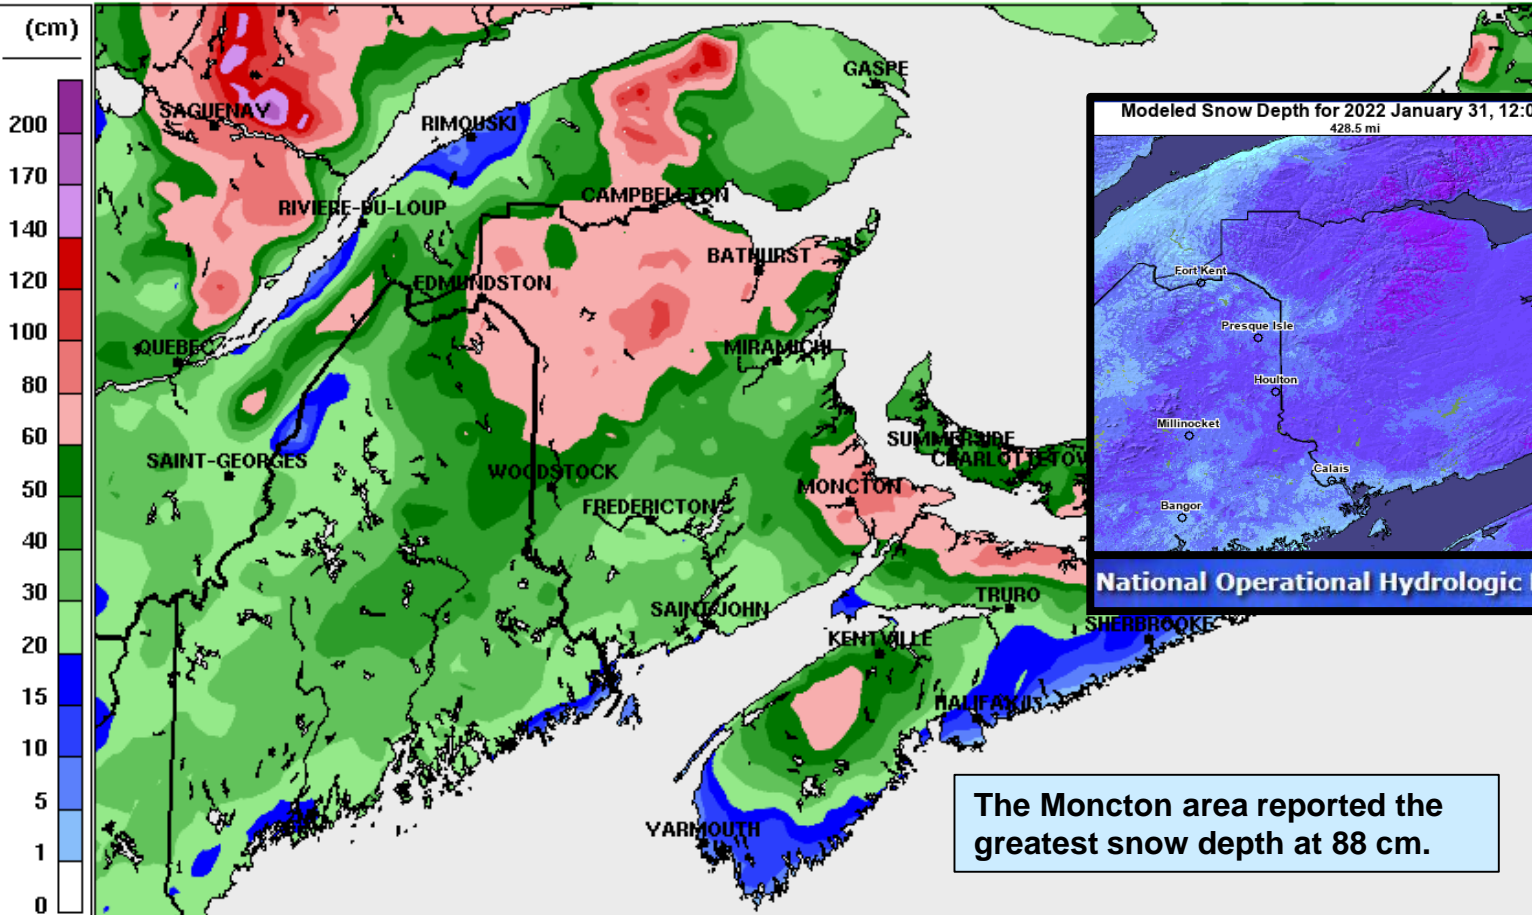 (cm)
200
170
140
120
100
80
60
50
40
30
20
15
10
5
1
0
GASPE
SAGUENAY
RIMOUSKI
CAMPBELLTON
RIVIERE-DU-LOUP
BATHURST
EDMUNDSTON
QUEBEC
MIRAMICHI
SUMMERSIDE
CHARLOTTETOW
SAINT-GEORGES
WOODSTOCK
MONCTON
FREDERICTON
TRURO
SAINT JOHN
SHERBROOKE
KENTVILLE
HALIFAX
YARMOUTH
Modeled Snow Depth for 2022 January 31, 12:0
428.5 mi
Fort Kent
Presque Isle
Houlton
Millinocket
Calais
Bangor
National Operational Hydrologic
The Moncton area reported the
greatest snow depth at 88 cm.